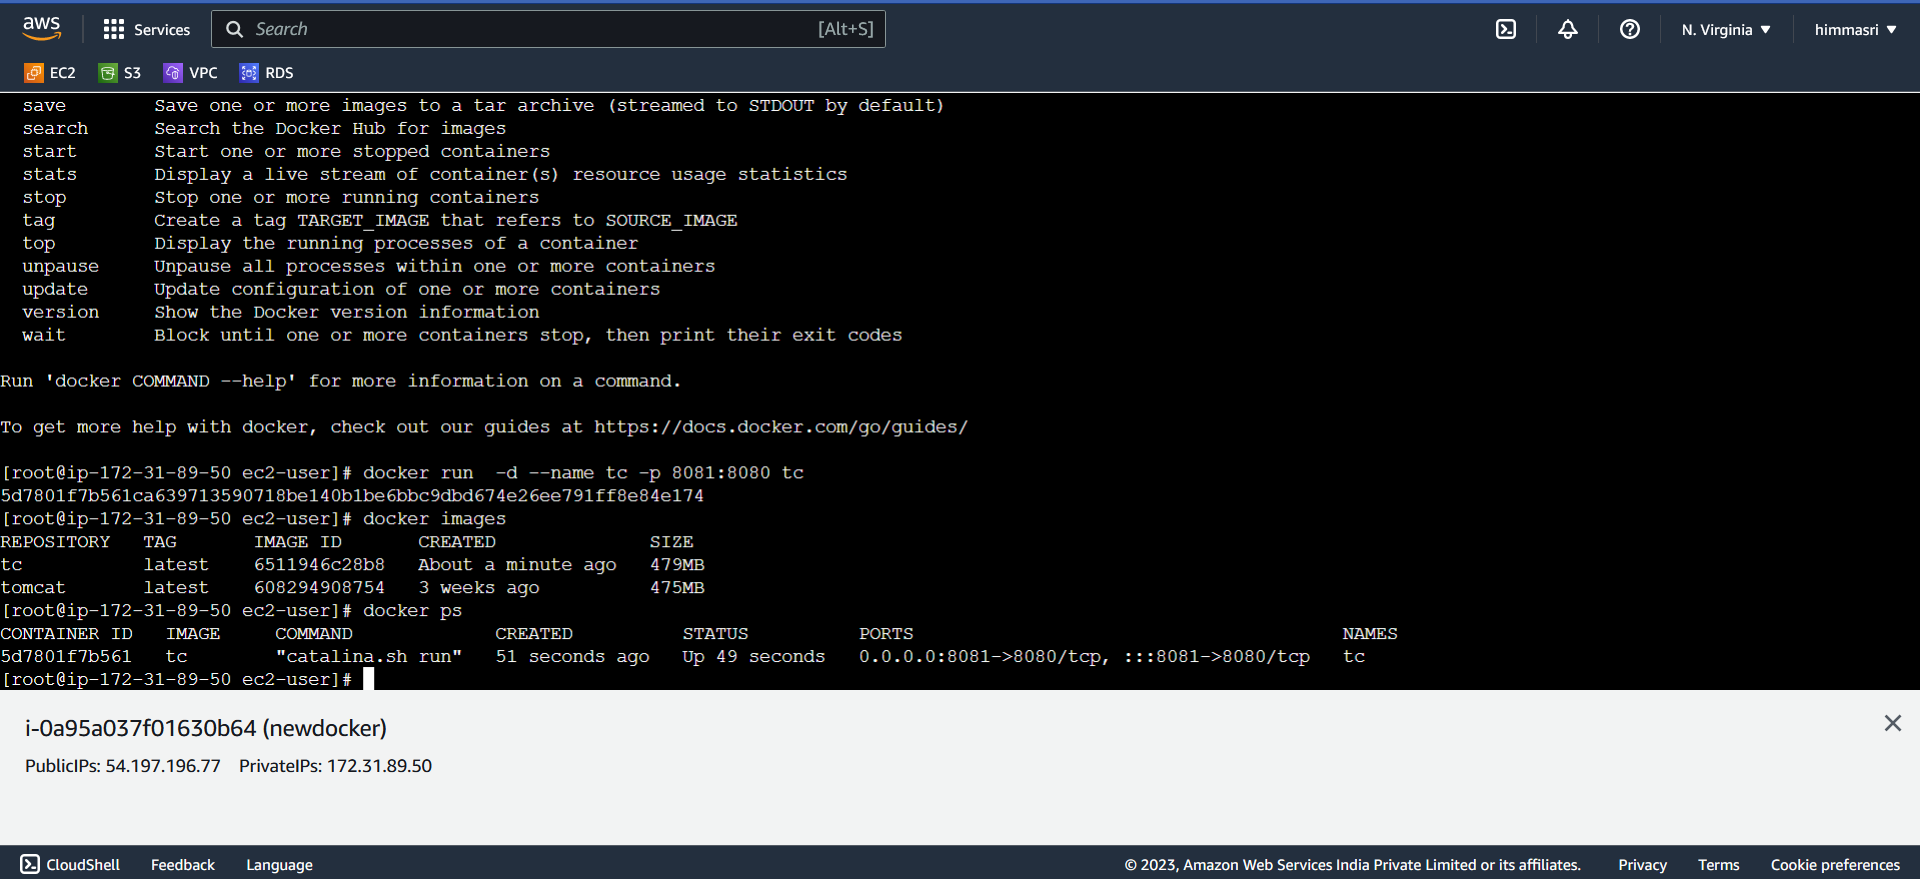 aws Services Search [Alt+S] N. Virginia ▼ himmasri ▼
EC2 S3 VPC RDS
save        Save one or more images to a tar archive (streamed to STDOUT by default)
search      Search the Docker Hub for images
start       Start one or more stopped containers
stats       Display a live stream of container(s) resource usage statistics
stop        Stop one or more running containers
tag         Create a tag TARGET_IMAGE that refers to SOURCE_IMAGE
top         Display the running processes of a container
unpause     Unpause all processes within one or more containers
update      Update configuration of one or more containers
version     Show the Docker version information
wait        Block until one or more containers stop, then print their exit codes
Run 'docker COMMAND --help' for more information on a command.
To get more help with docker, check out our guides at https://docs.docker.com/go/guides/
[root@ip-172-31-89-50 ec2-user]# docker run  -d --name tc -p 8081:8080 tc
5d7801f7b561ca639713590718be140b1be6bbc9dbd674e26ee791ff8e84e174
[root@ip-172-31-89-50 ec2-user]# docker images
REPOSITORY   TAG       IMAGE ID       CREATED              SIZE
tc           latest    6511946c28b8   About a minute ago   479MB
tomcat       latest    608294908754   3 weeks ago          475MB
[root@ip-172-31-89-50 ec2-user]# docker ps
CONTAINER ID   IMAGE     COMMAND             CREATED          STATUS          PORTS                                       NAMES
5d7801f7b561   tc        "catalina.sh run"   51 seconds ago   Up 49 seconds   0.0.0.0:8081->8080/tcp, :::8081->8080/tcp   tc
[root@ip-172-31-89-50 ec2-user]#
i-0a95a037f01630b64 (newdocker)
PublicIPs: 54.197.196.77 PrivateIPs: 172.31.89.50
CloudShell Feedback Language © 2023, Amazon Web Services India Private Limited or its affiliates. Privacy Terms Cookie preferences